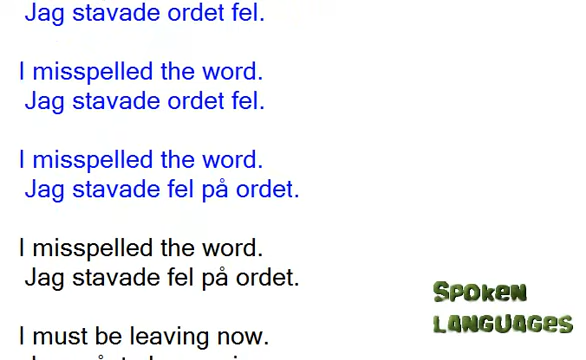 Jag stavade ordet fel.
I misspelled the word.
Jag stavade ordet fel.
I misspelled the word.
Jag stavade fel på ordet.
I misspelled the word.
Jag stavade fel på ordet.
I must be leaving now.
SPOKEN
LANGUAGES